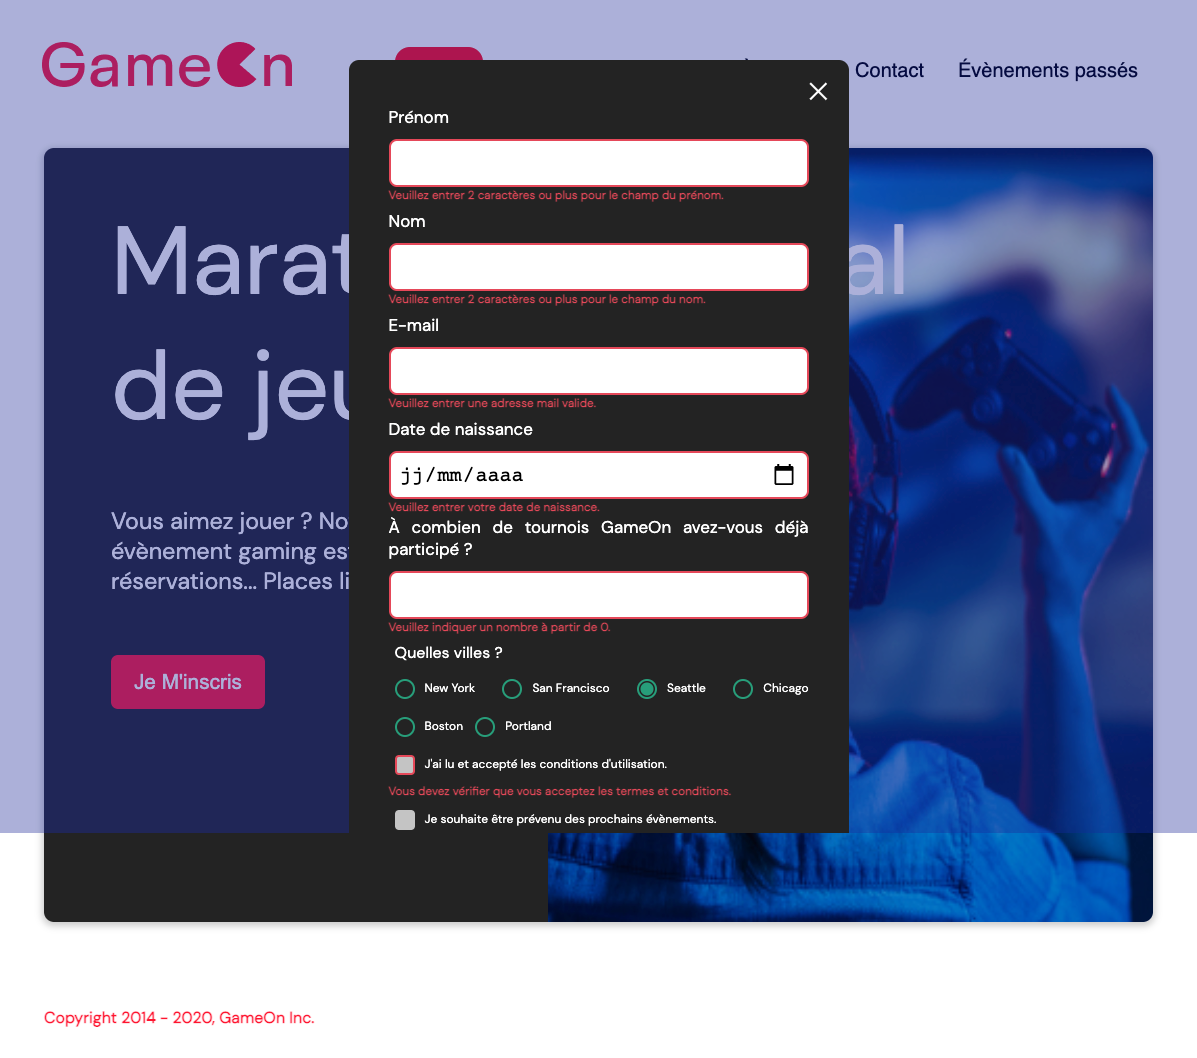 GameOn
Contact
Évènements passés
Prénom
Veuillez entrer 2 caractères ou plus pour le champ du prénom.
Nom
Veuillez entrer 2 caractères ou plus pour le champ du nom.
E-mail
Veuillez entrer une adresse mail valide.
Date de naissance
jj/mm/aaaa
Veuillez entrer votre date de naissance.
À combien de tournois GameOn avez-vous déjà
participé ?
Veuillez indiquer un nombre à partir de 0.
Quelles villes ?
New York San Francisco Seattle Chicago
Boston Portland
J'ai lu et accepté les conditions d'utilisation.
Vous devez vérifier que vous acceptez les termes et conditions.
Je souhaite être prévenu des prochains évènements.
Marat al
de jeu
Vous aimez jouer ? No
évènement gaming es
réservations... Places li
Je M'inscris
Copyright 2014 - 2020, GameOn Inc.